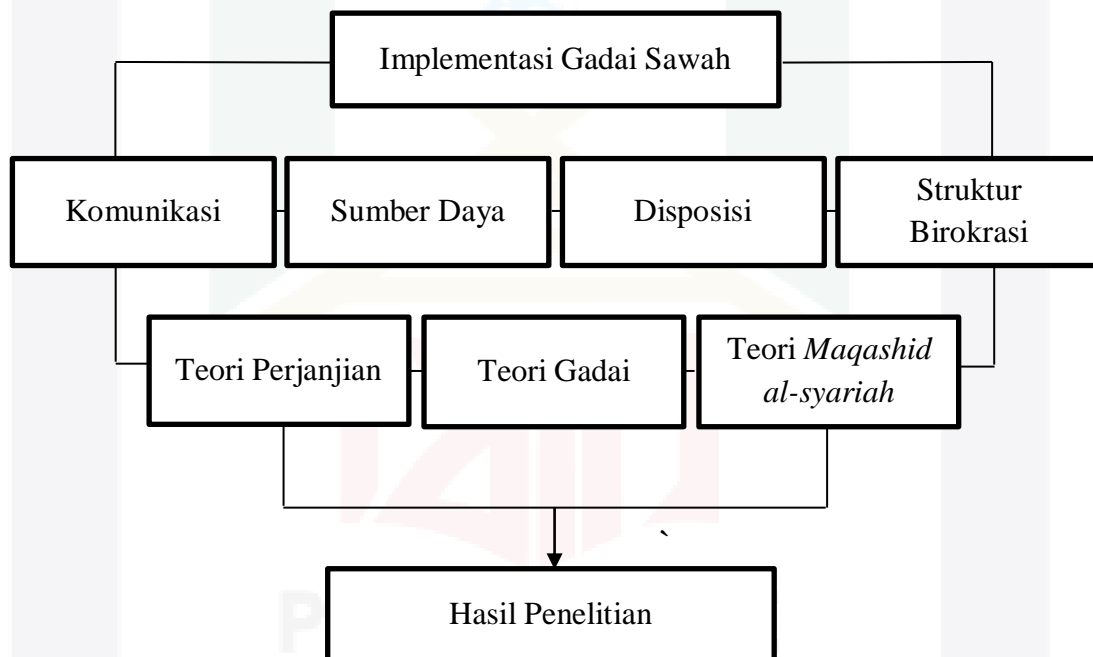 Implementasi Gadai Sawah
Komunikasi
Sumber Daya
Disposisi
Struktur
Birokrasi
Teori Perjanjian
Teori Gadai
Teori Maqashid
al-syariah
`
Hasil Penelitian
P